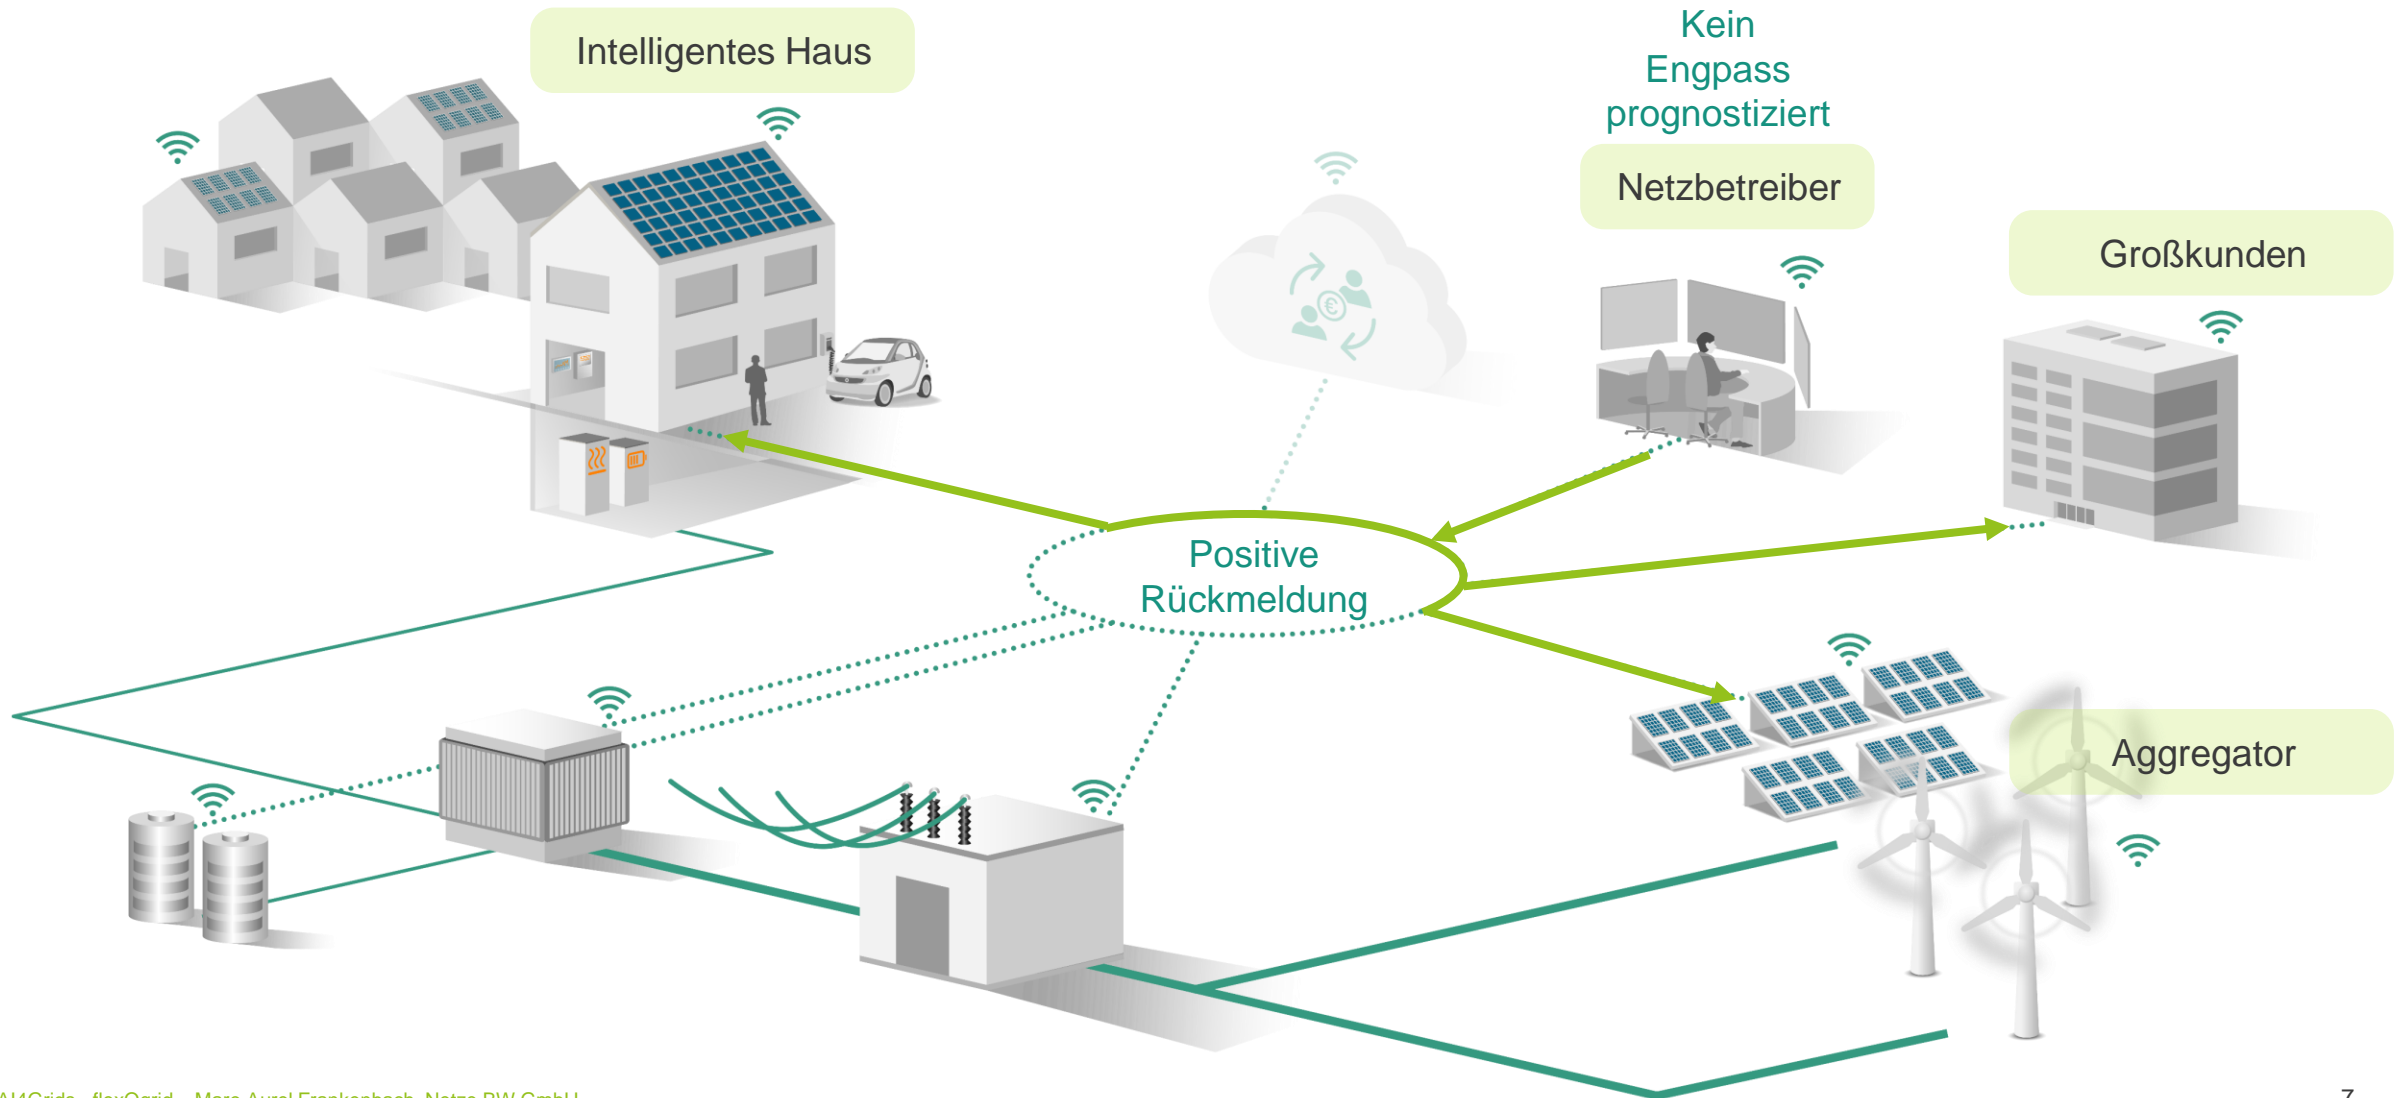 Intelligentes Haus
Kein
Engpass
prognostiziert
Netzbetreiber
Großkunden
Positive
Rückmeldung
Aggregator
€